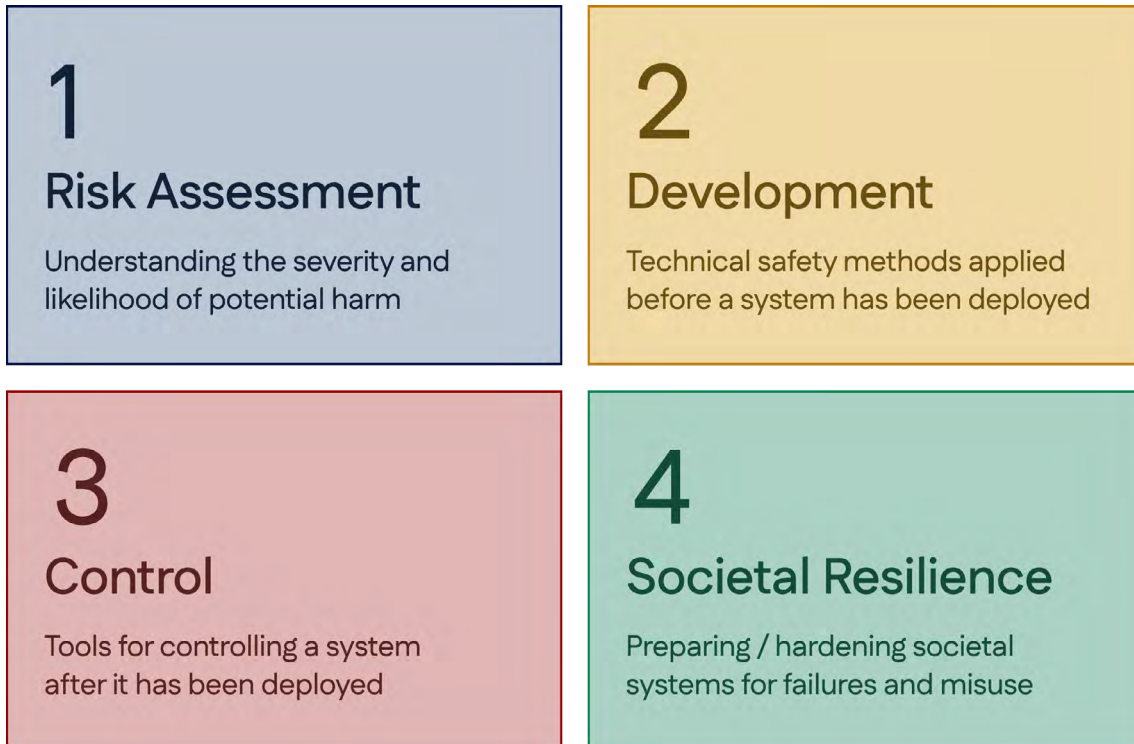 1
Risk Assessment
Understanding the severity and
likelihood of potential harm
2
Development
Technical safety methods applied
before a system has been deployed
3
Control
Tools for controlling a system
after it has been deployed
4
Societal Resilience
Preparing / hardening societal
systems for failures and misuse